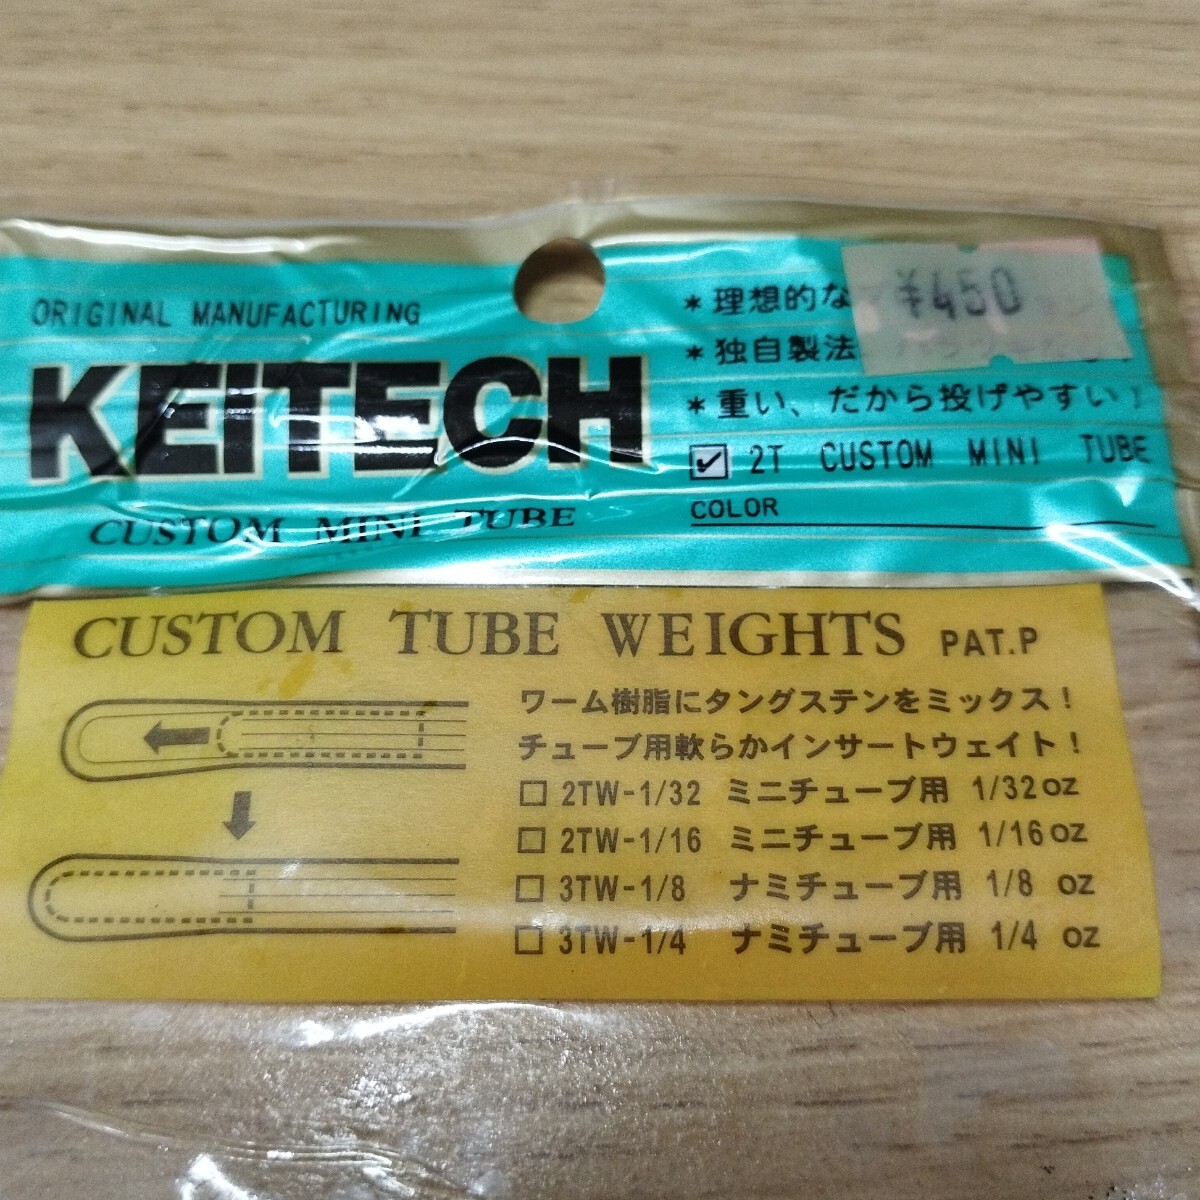 ORIGINAL MANUFACTURING
KEITECH
CUSTOM MINI TUBE
¥450
*理想的な
*独自製法
*重い、だから投げやすい!
☑ 2T CUSTOM MINI TUBE
COLOR
CUSTOM TUBE WEIGHTS PAT.P
ワーム樹脂にタングステンをミックス!
チューブ用軟らかインサートウェイト!
□ 2TW-1/32 ミニチューブ用 1/32oz
□ 2TW-1/16 ミニチューブ用 1/16oz
□ 3TW-1/8 ナミチューブ用 1/8 oz
□ 3TW-1/4 ナミチューブ用 1/4 oz